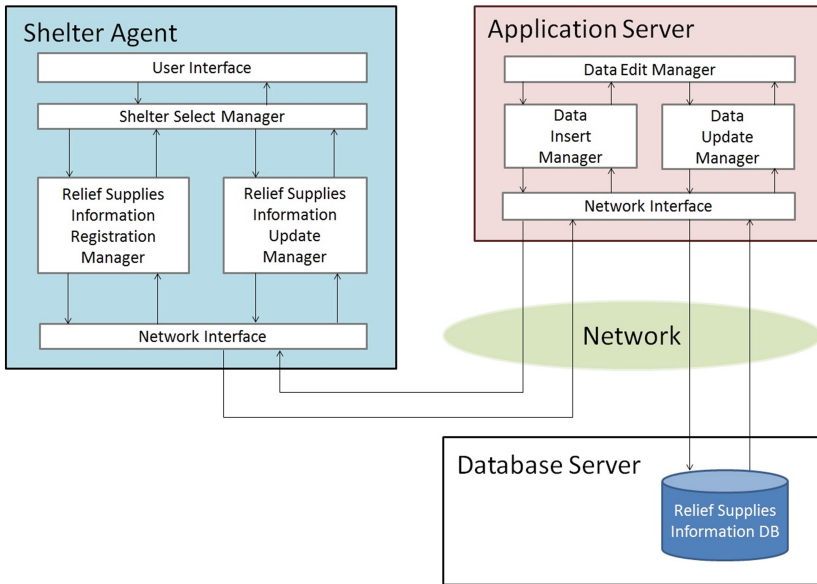 Shelter Agent
User Interface
Shelter Select Manager
Relief Supplies
Information
Registration
Manager
Relief Supplies
Information
Update
Manager
Network Interface
Application Server
Data Edit Manager
Data
Insert
Manager
Data
Update
Manager
Network Interface
Network
Database Server
Relief Supplies
Information DB